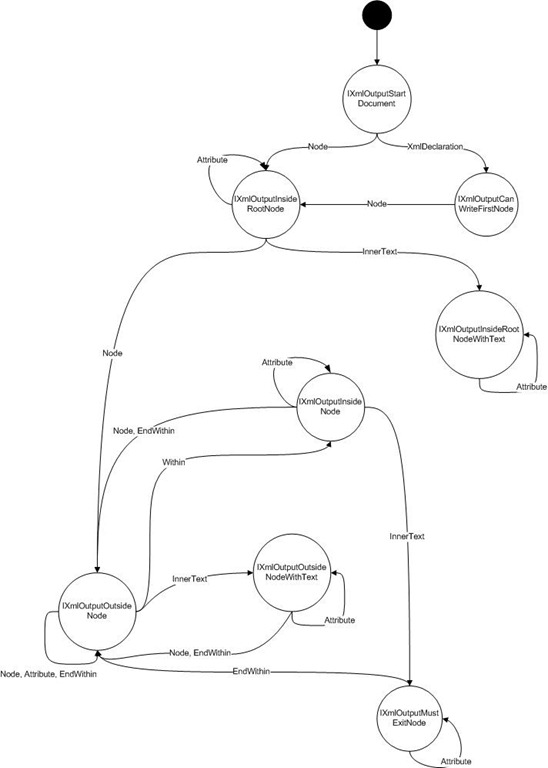 IXmlOutputStart
Document
Node
XmlDeclaration
Attribute
IXmlOutputInside
RootNode
Node
IXmlOutputCan
WriteFirstNode
InnerText
IXmlOutputInsideRoot
NodeWithText
Node
Attribute
Attribute
IXmlOutputInside
Node
Node, EndWithin
Within
InnerText
IXmlOutputOutside
NodeWithText
InnerText
IXmlOutputOutside
Node
Attribute
Node, EndWithin
Node, Attribute, EndWithin
EndWithin
IXmlOutputMust
ExitNode
Attribute